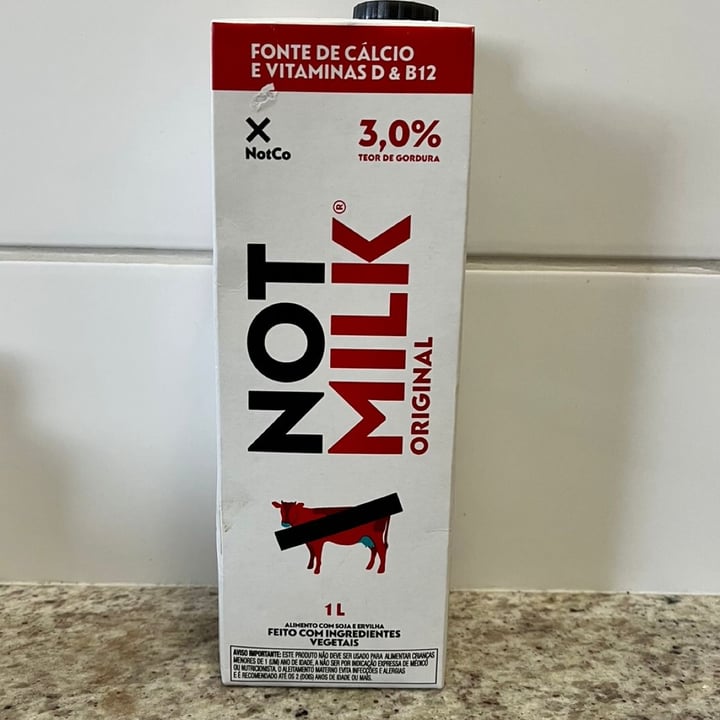 FONTE DE CÁLCIO
E VITAMINAS D & B12
NotCo
3,0%
TEOR DE GORDURA
NOT
MILK®
ORIGINAL
1 L
ALIMENTO COM SOJA E ERVILHA
FEITO COM INGREDIENTES
VEGETAIS
AVISO IMPORTANTE: ESTE PRODUTO NÃO DEVE SER USADO PARA ALIMENTAR CRIANÇAS
MENORES DE 1 (UM) ANO DE IDADE, A NÃO SER POR INDICAÇÃO EXPRESSA DE MÉDICO
OU NUTRICIONISTA. O ALEITAMENTO MATERNO EVITA INFECÇÕES E ALERGIAS
E É RECOMENDADO ATÉ OS 2 (DOIS) ANOS DE IDADE OU MAIS.